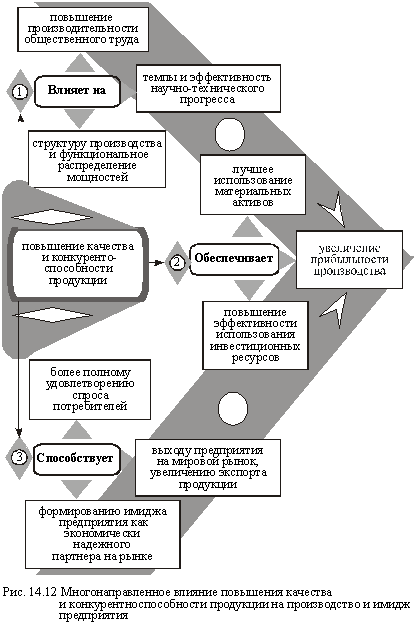 повышение
производительности
общественного труда
1
Влияет на
темпы и эффективность
научно-технического
прогресса
структуру производства
и функциональное
распределение
мощностей
лучшее
использование
материальных
активов
повышение качества
и конкуренто-
способности
продукции
2
Обеспечивает
увеличение
прибыльности
производства
повышение
эффективности
использования
инвестиционных
ресурсов
более полному
удовлетворению
спроса
потребителей
3
Способствует
выходу предприятия
на мировой рынок,
увеличению экспорта
продукции
формированию имиджа
предприятия как
экономически
надежного
партнера на рынке
Рис. 14.12 Многонаправленное влияние повышения качества
и конкурентноспособности продукции на производство и имидж
предприятия